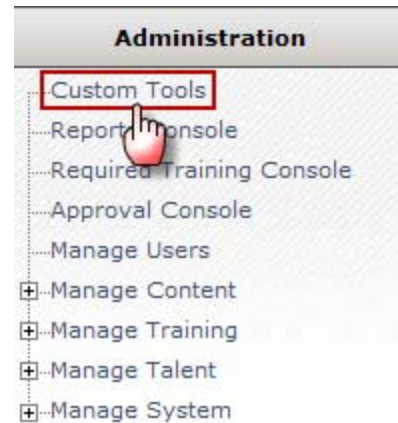 Administration
Custom Tools
Required Training Console
Approval Console
Manage Users
Manage Content
Manage Training
Manage Talent
Manage System